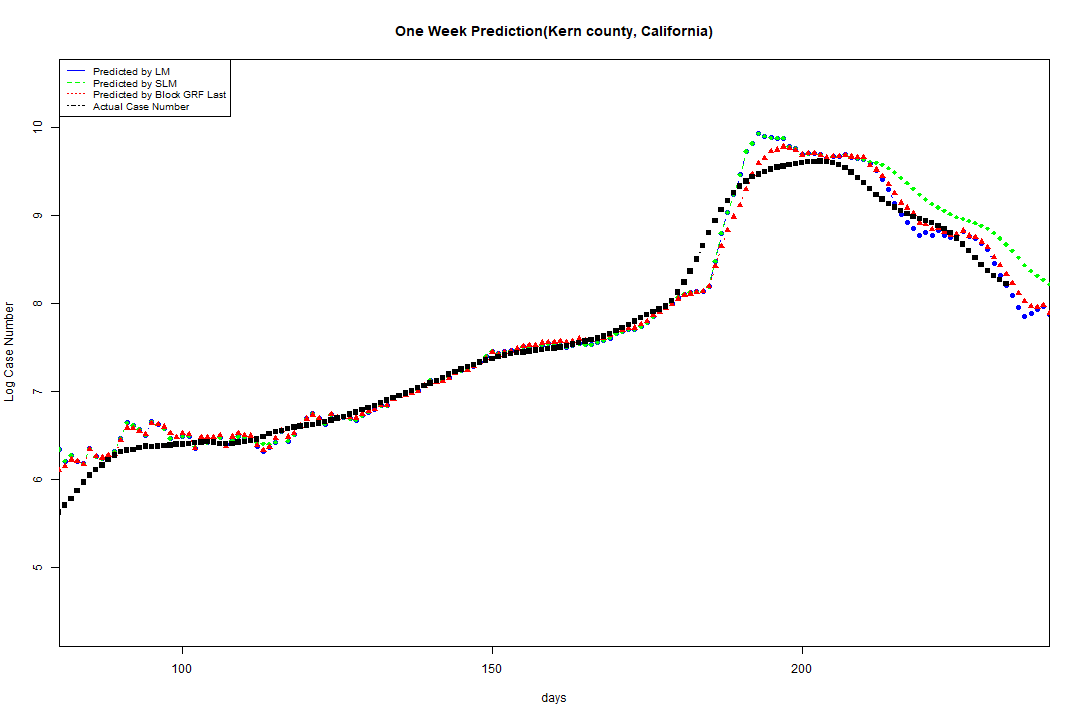 One Week Prediction(Kern county, California)
Predicted by LM
Predicted by SLM
Predicted by Block GRF Last
Actual Case Number
10
9
8
7
6
5
Log Case Number
100
150
200
days